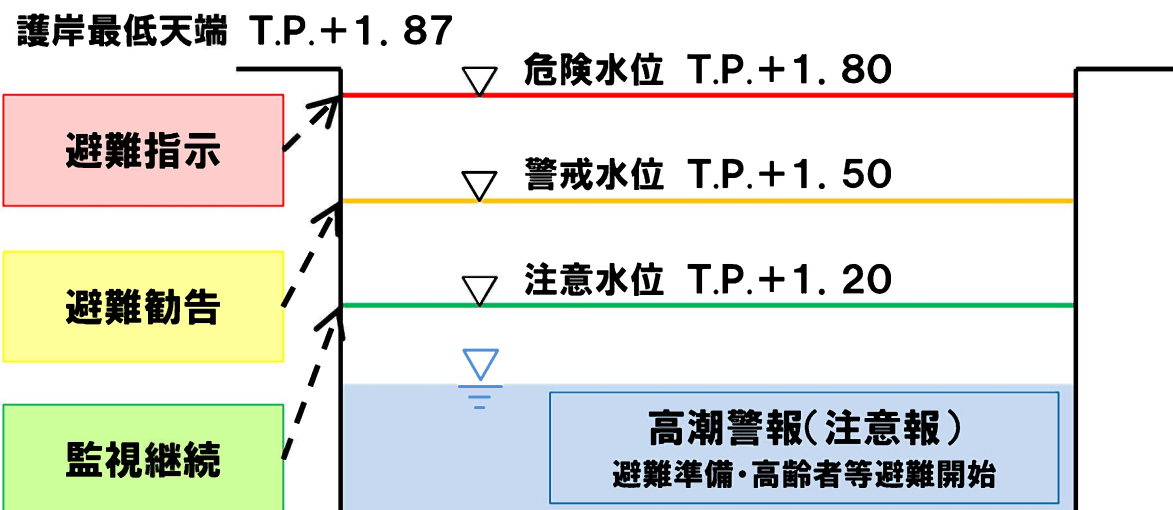 護岸最低天端 T.P.＋1. 87
危険水位 T.P.＋1. 80
避難指示
警戒水位 T.P.＋1. 50
避難勧告
注意水位 T.P.＋1. 20
監視継続
高潮警報（注意報）
避難準備・高齢者等避難開始